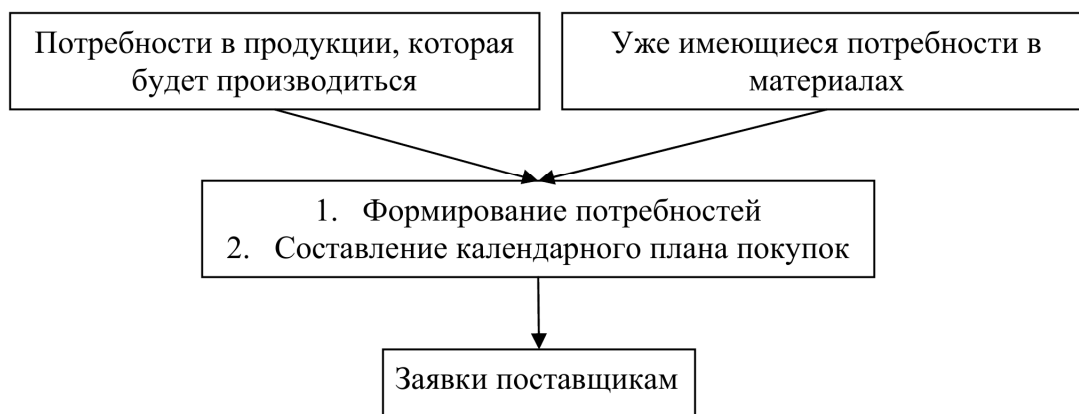 Потребности в продукции, которая
будет производиться
Уже имеющиеся потребности в
материалах
1. Формирование потребностей
2. Составление календарного плана покупок
Заявки поставщикам